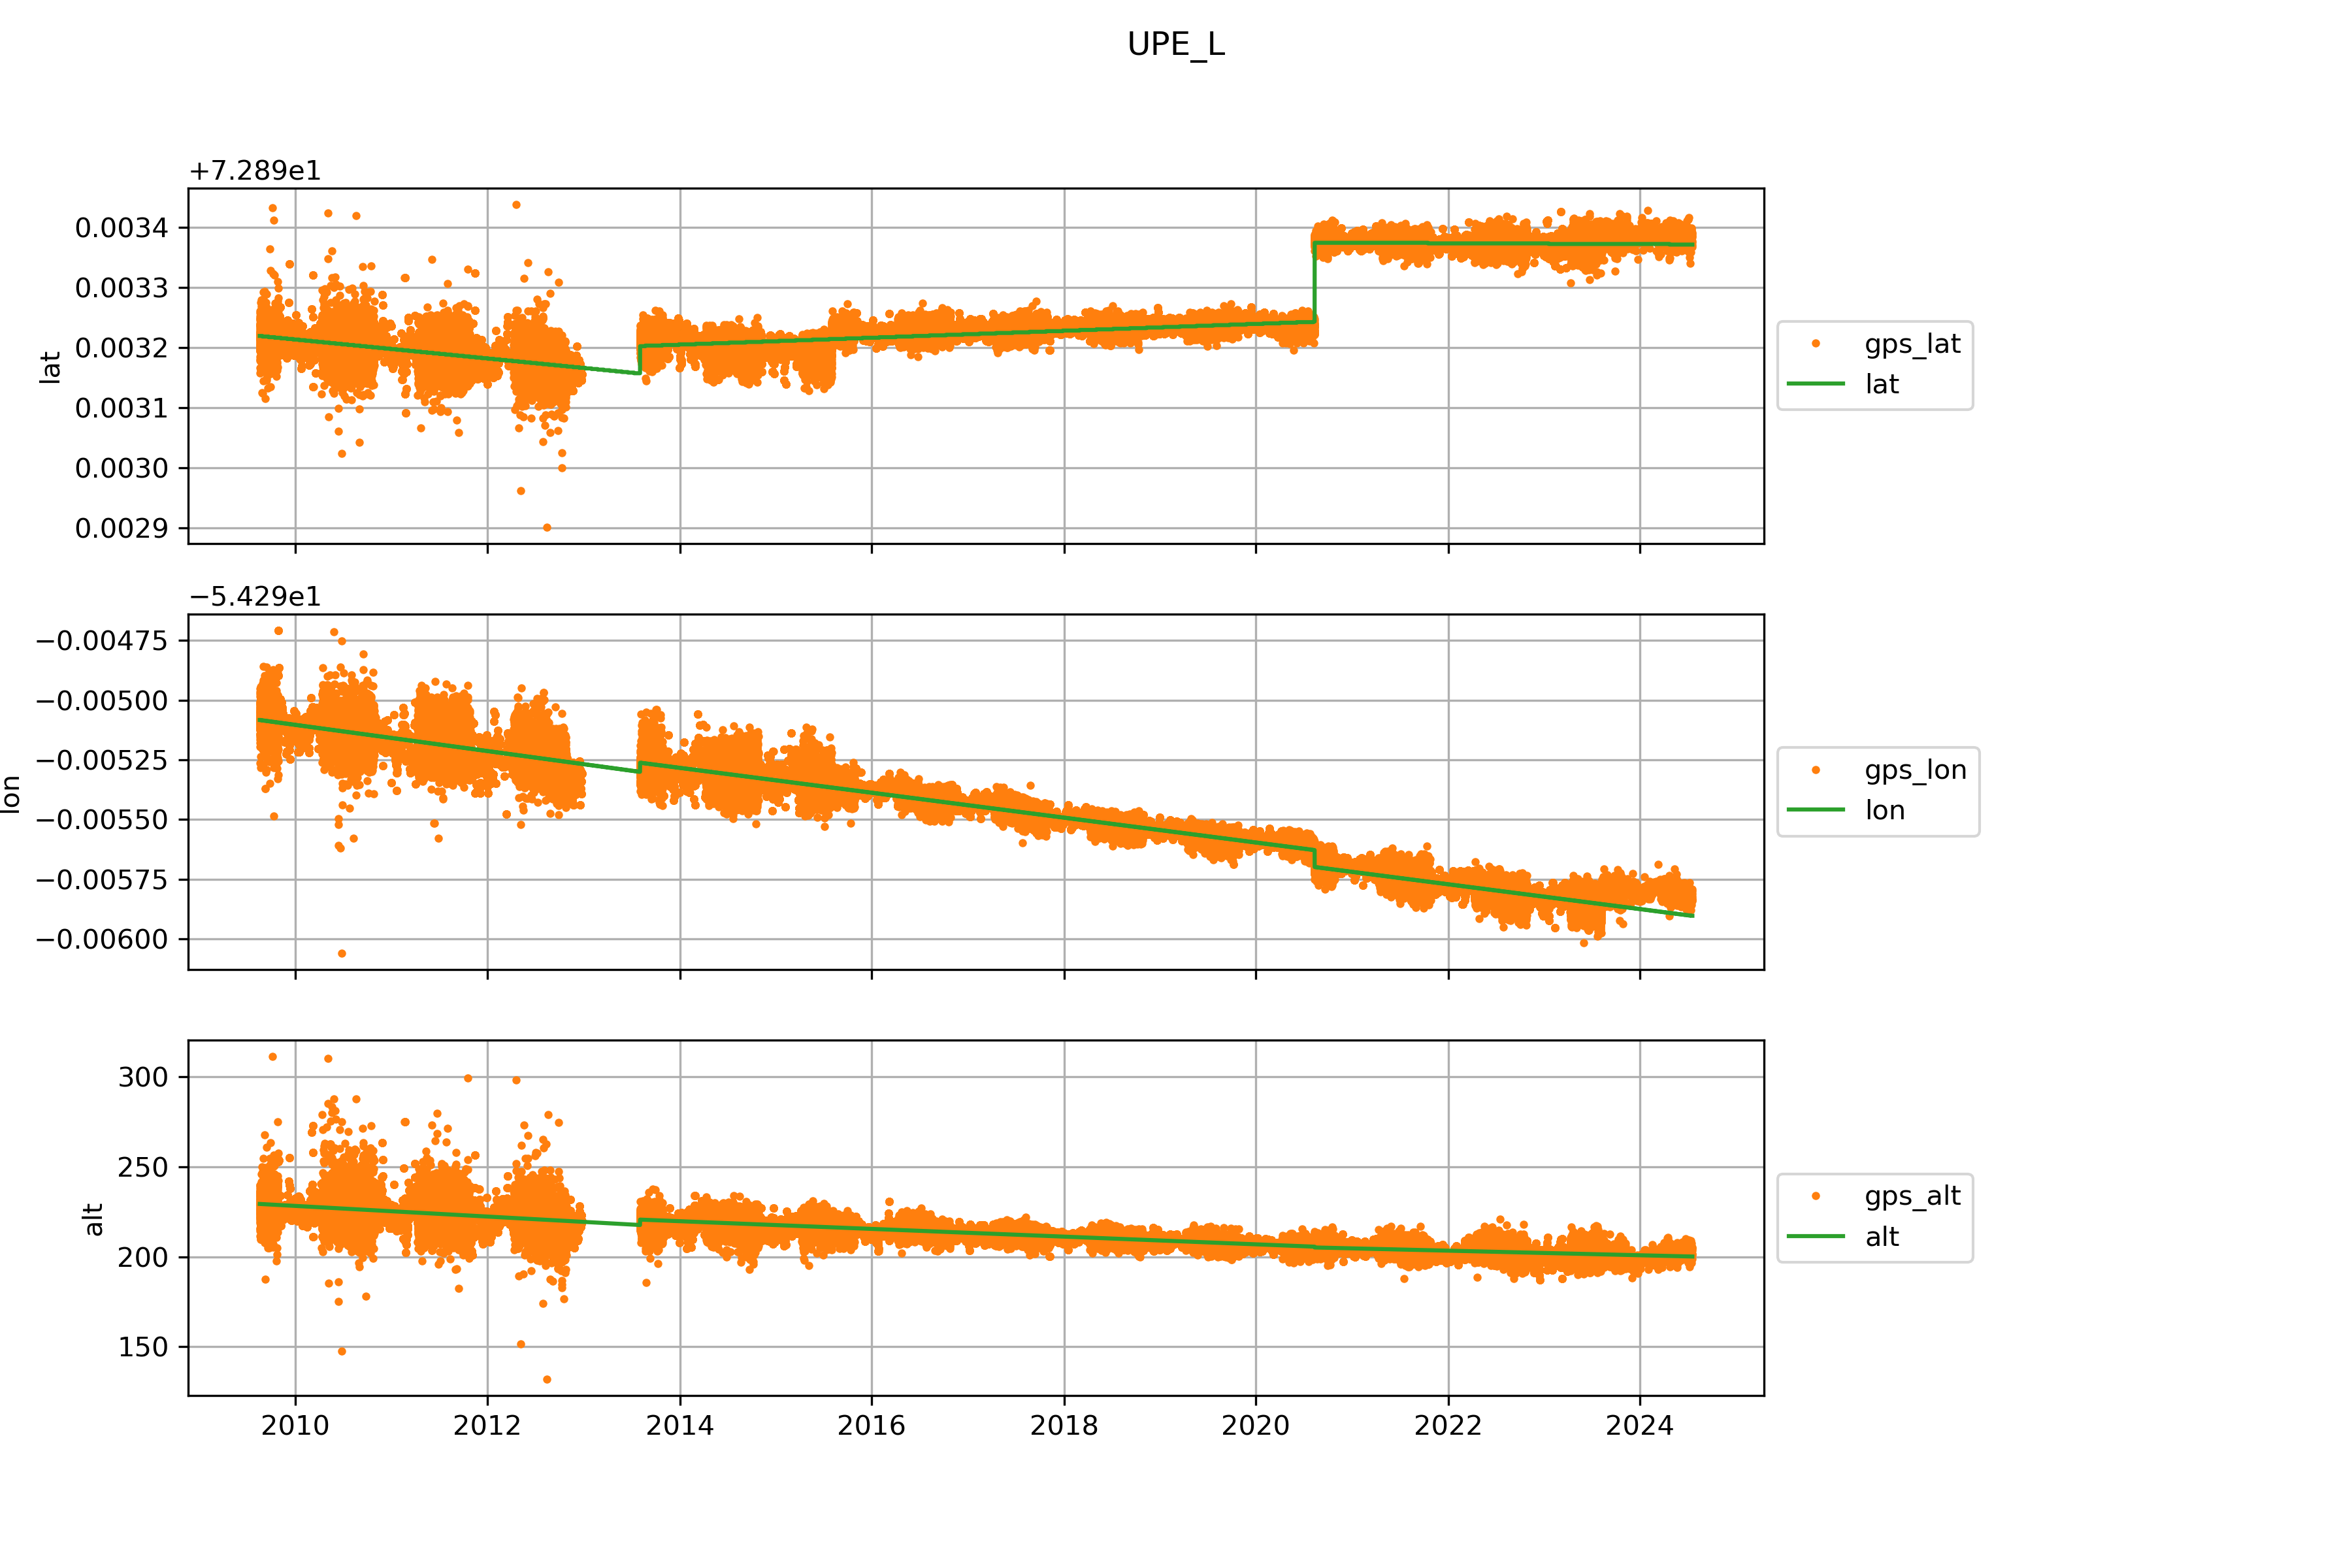 UPE_L
+7.289e1
0.0034
0.0033
0.0032
0.0031
0.0030
0.0029
lat
gps_lat
lat
−5.429e1
−0.00475
−0.00500
−0.00525
−0.00550
−0.00575
−0.00600
lon
gps_lon
lon
300
250
200
150
alt
gps_alt
alt
2010 2012 2014 2016 2018 2020 2022 2024